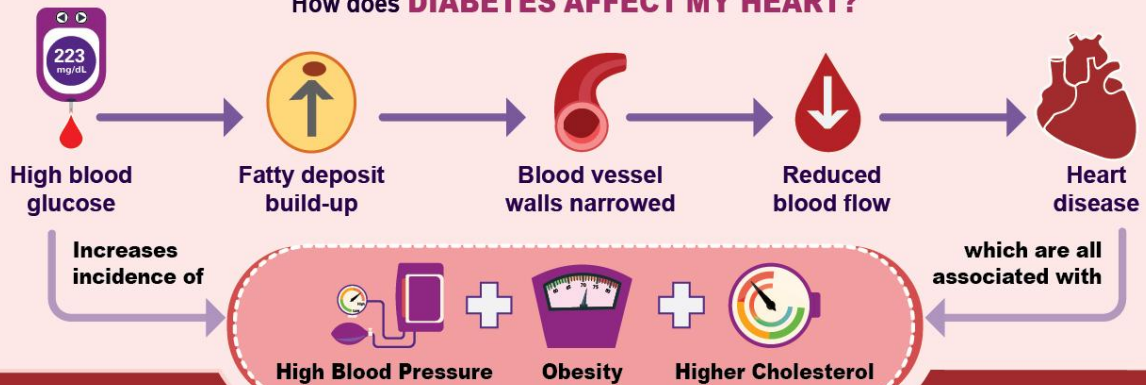 How does DIABETES AFFECT MY HEART?
223
mg/dL
High blood
glucose
Fatty deposit
build-up
Blood vessel
walls narrowed
Reduced
blood flow
Heart
disease
Increases
incidence of
which are all
associated with
High Blood Pressure
Obesity
Higher Cholesterol